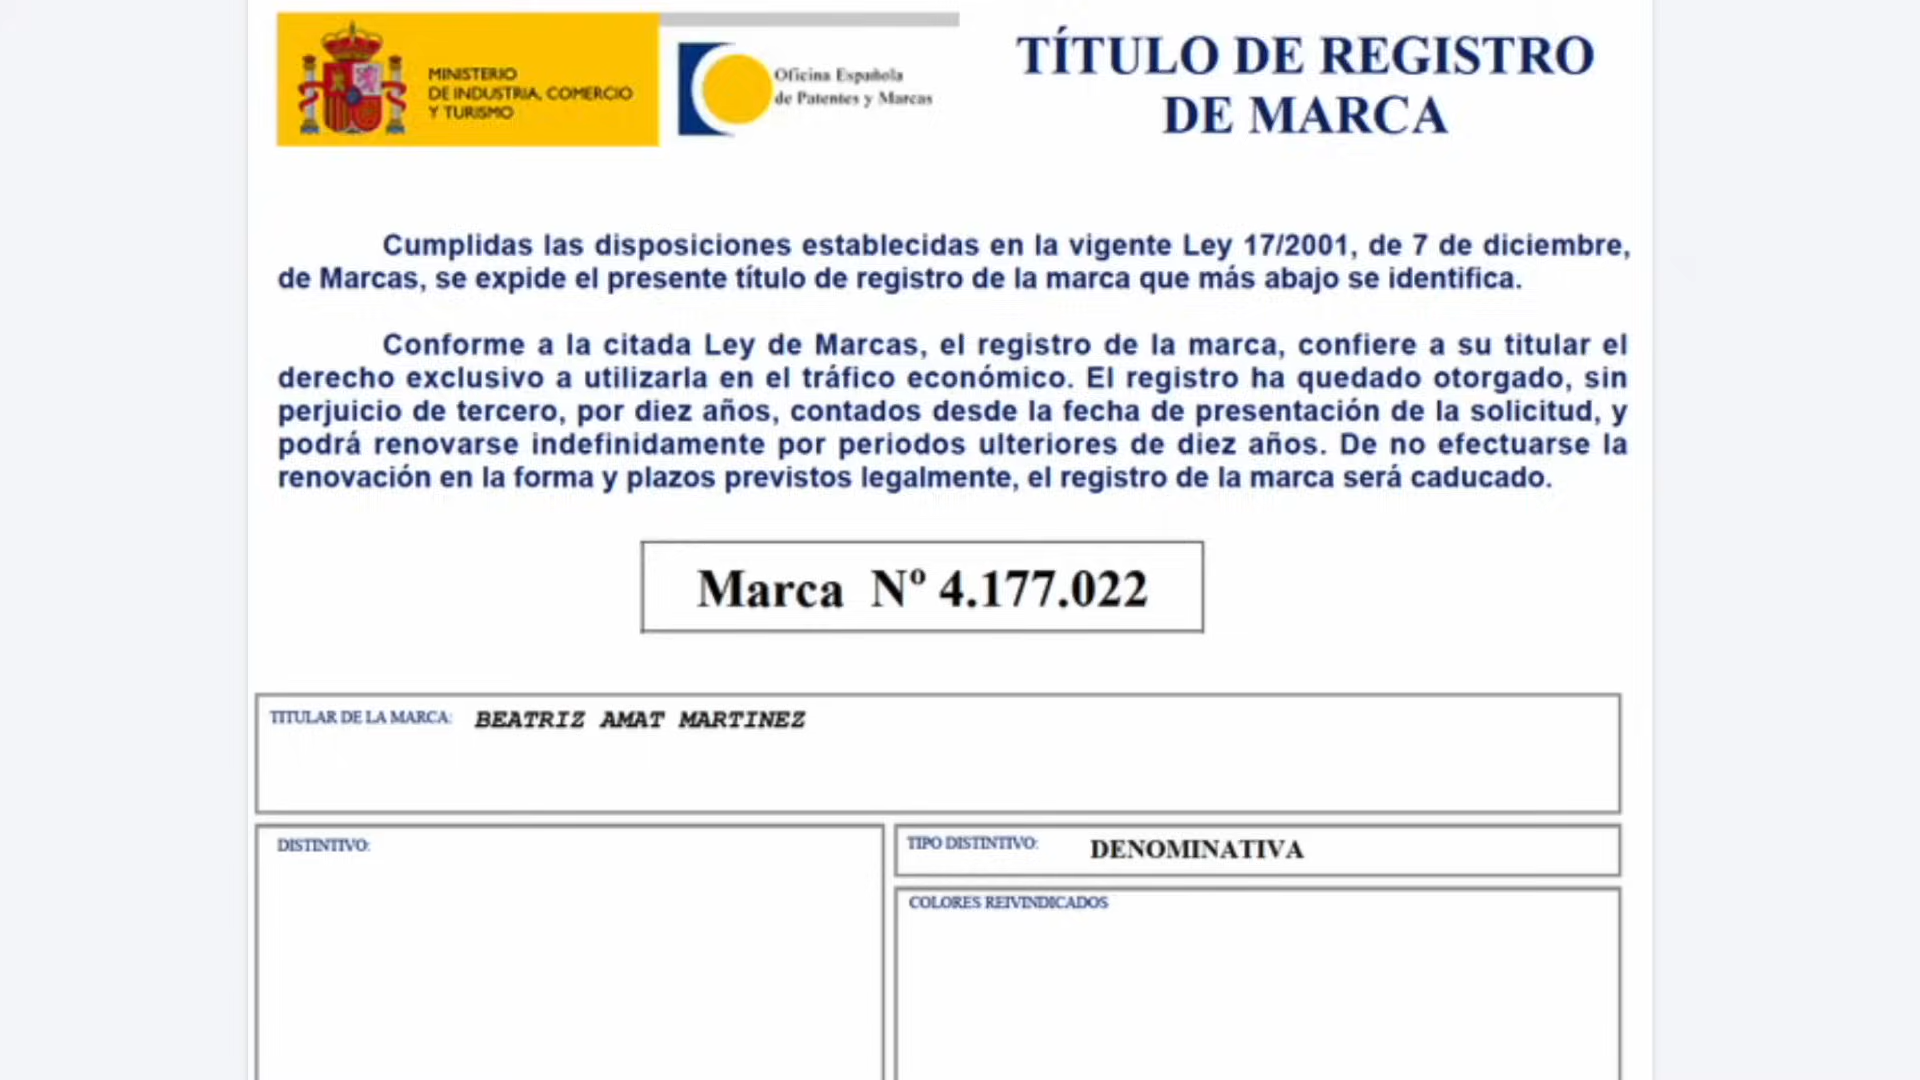 MINISTERIO
DE INDUSTRIA, COMERCIO
Y TURISMO
Oficina Española
de Patentes y Marcas
TÍTULO DE REGISTRO
DE MARCA
Cumplidas las disposiciones establecidas en la vigente Ley 17/2001, de 7 de diciembre,
de Marcas, se expide el presente título de registro de la marca que más abajo se identifica.
Conforme a la citada Ley de Marcas, el registro de la marca, confiere a su titular el
derecho exclusivo a utilizarla en el tráfico económico. El registro ha quedado otorgado, sin
perjuicio de tercero, por diez años, contados desde la fecha de presentación de la solicitud, y
podrá renovarse indefinidamente por periodos ulteriores de diez años. De no efectuarse la
renovación en la forma y plazos previstos legalmente, el registro de la marca será caducado.
Marca Nº 4.177.022
TITULAR DE LA MARCA: BEATRIZ AMAT MARTINEZ
DISTINTIVO:
TIPO DISTINTIVO: DENOMINATIVA
COLORES REIVINDICADOS